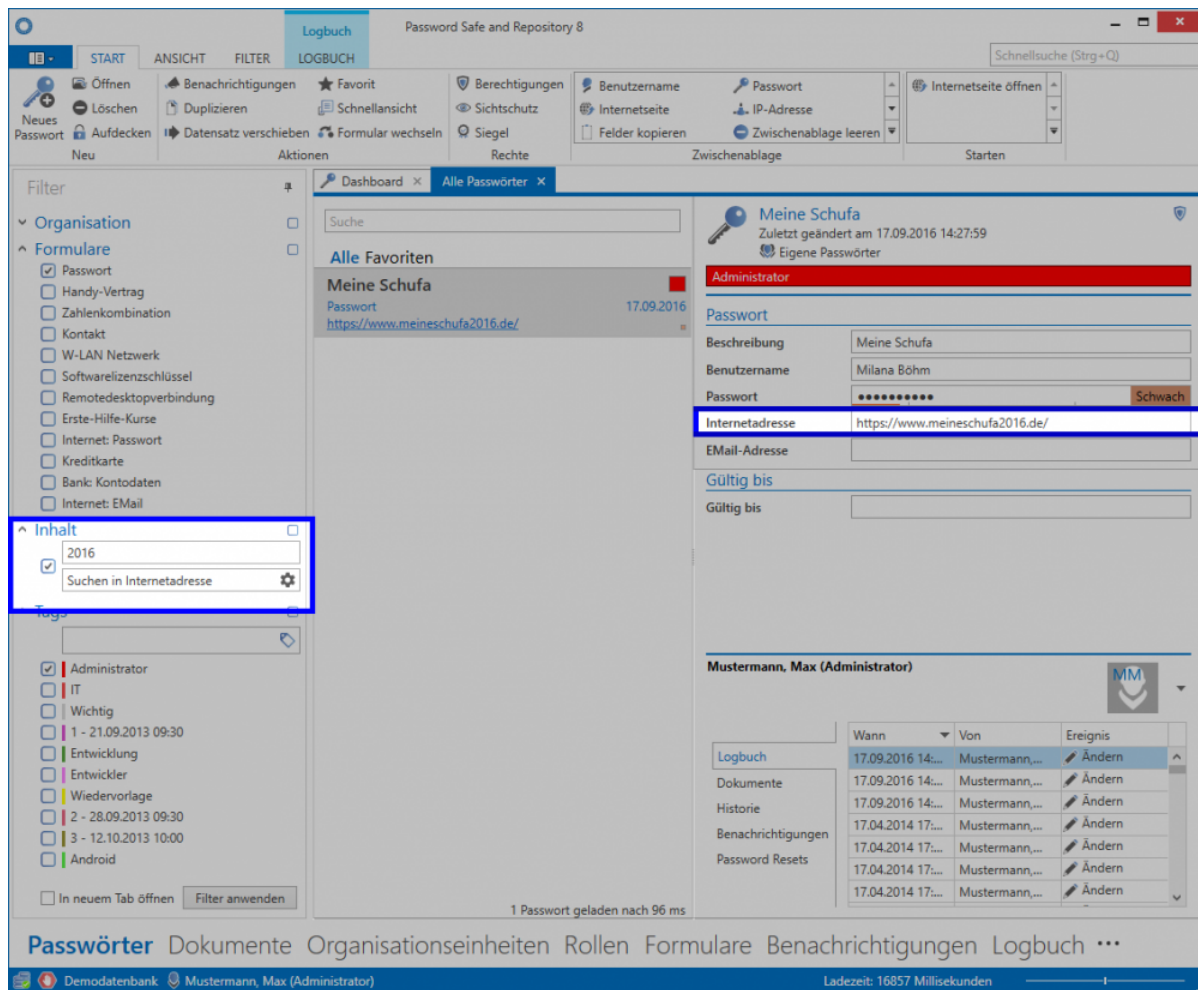 Logbuch
Password Safe and Repository 8
START ANSICHT FILTER LOGBUCH
Schnellsuche (Strg+Q)
Neues Passwort
Öffnen
Löschen
Aufdecken
Neu
Benachrichtigungen
Duplizieren
Datensatz verschieben
Favorit
Schnellansicht
Formular wechseln
Aktionen
Berechtigungen
Sichtschutz
Siegel
Rechte
Benutzername
Internetseite
Felder kopieren
Passwort
IP-Adresse
Zwischenablage leeren
Zwischenablage
Internetseite öffnen
Starten
Filter
Organisation
Formulare
Passwort
Handy-Vertrag
Zahlenkombination
Kontakt
W-LAN Netzwerk
Softwarelizenzschlüssel
Remotedesktopverbindung
Erste-Hilfe-Kurse
Internet: Passwort
Kreditkarte
Bank: Kontodaten
Internet: EMail
Inhalt
2016
Suchen in Internetadresse
Tags
Administrator
IT
Wichtig
1 - 21.09.2013 09:30
Entwicklung
Entwickler
Wiedervorlage
2 - 28.09.2013 09:30
3 - 12.10.2013 10:00
Android
In neuem Tab öffnen Filter anwenden
Dashboard Alle Passwörter
Suche
Alle Favoriten
Meine Schufa
Passwort 17.09.2016
https://www.meineschufa2016.de/
1 Passwort geladen nach 96 ms
Meine Schufa
Zuletzt geändert am 17.09.2016 14:27:59
Eigene Passwörter
Administrator
Passwort
Beschreibung Meine Schufa
Benutzername Milana Böhm
Passwort •••••••••• Schwach
Internetadresse https://www.meineschufa2016.de/
EMail-Adresse
Gültig bis
Gültig bis
Mustermann, Max (Administrator)
MM
Logbuch
Dokumente
Historie
Benachrichtigungen
Password Resets
Wann Von Ereignis
17.09.2016 14:... Mustermann,... Ändern
17.09.2016 14:... Mustermann,... Ändern
17.09.2016 14:... Mustermann,... Ändern
17.04.2014 17:... Mustermann,... Ändern
17.04.2014 17:... Mustermann,... Ändern
17.04.2014 17:... Mustermann,... Ändern
17.04.2014 17:... Mustermann,... Ändern
Passwörter Dokumente Organisationseinheiten Rollen Formulare Benachrichtigungen Logbuch •••
Demodatenbank Mustermann, Max (Administrator) Ladezeit: 16857 Millisekunden